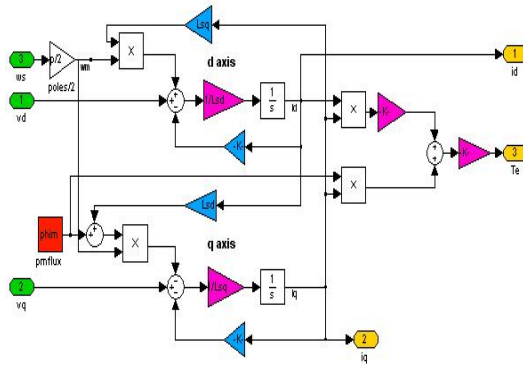 Lsq
3
p/2
X
1
ws
poles/2
wm
d axis
id
1
1/Lsd
1
s
id
X
-K-
vd
-K-
-K-
3
Te
X
Lsd
phim
pmflux
X
q axis
2
/Lsq
1
s
iq
vq
-K-
2
iq